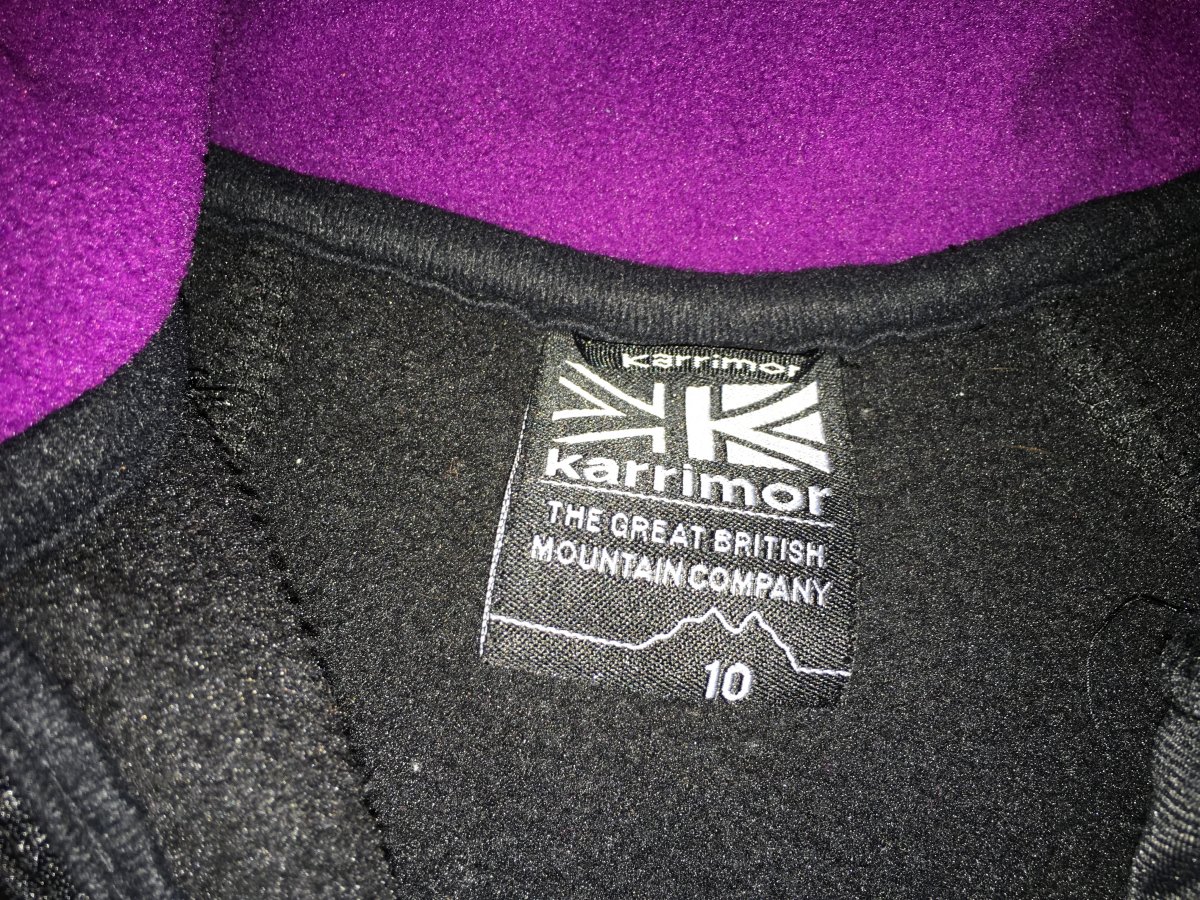 karrimor
K
karrimor
THE GREAT BRITISH
MOUNTAIN COMPANY
10